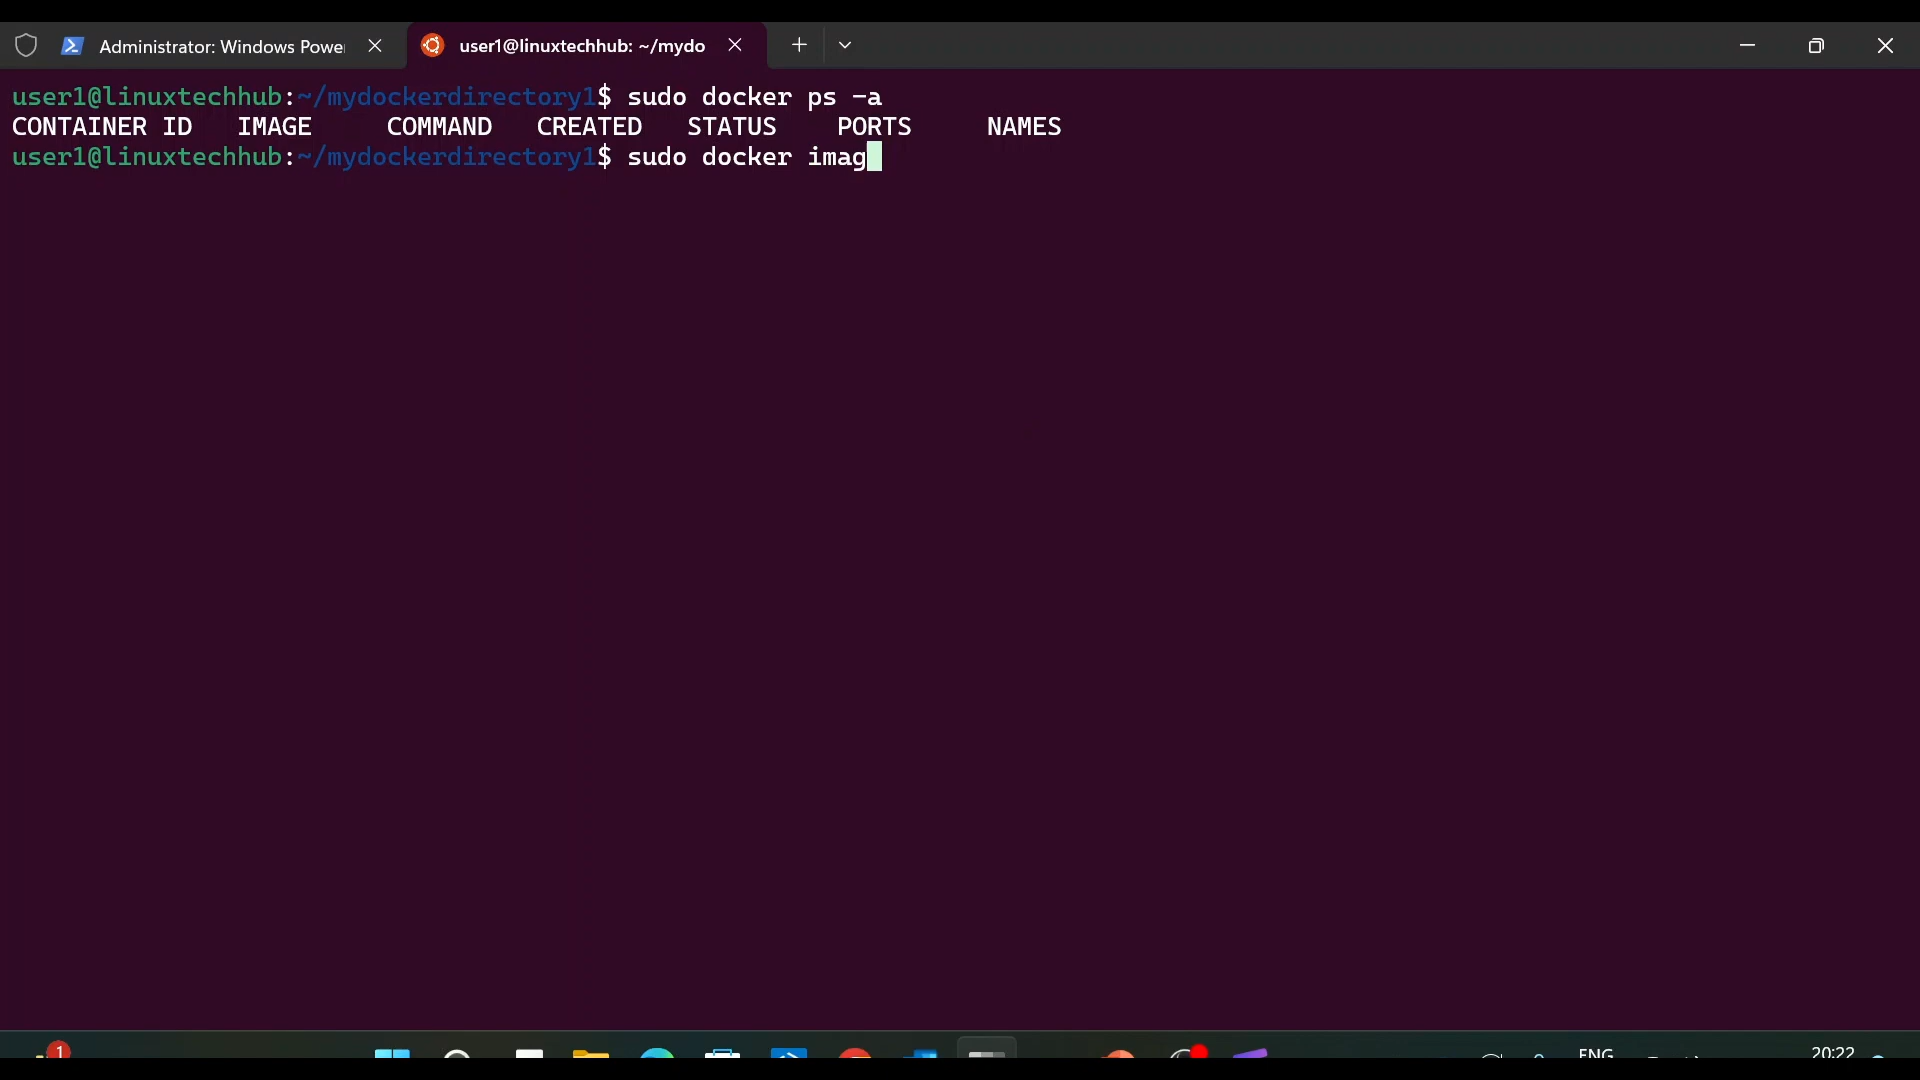 Administrator: Windows Powe
user1@linuxtechhub: ~/mydo
user1@linuxtechhub:~/mydockerdirectory1$ sudo docker ps -a
CONTAINER ID   IMAGE     COMMAND   CREATED   STATUS    PORTS     NAMES
user1@linuxtechhub:~/mydockerdirectory1$ sudo docker imag
1
ENG
20:22